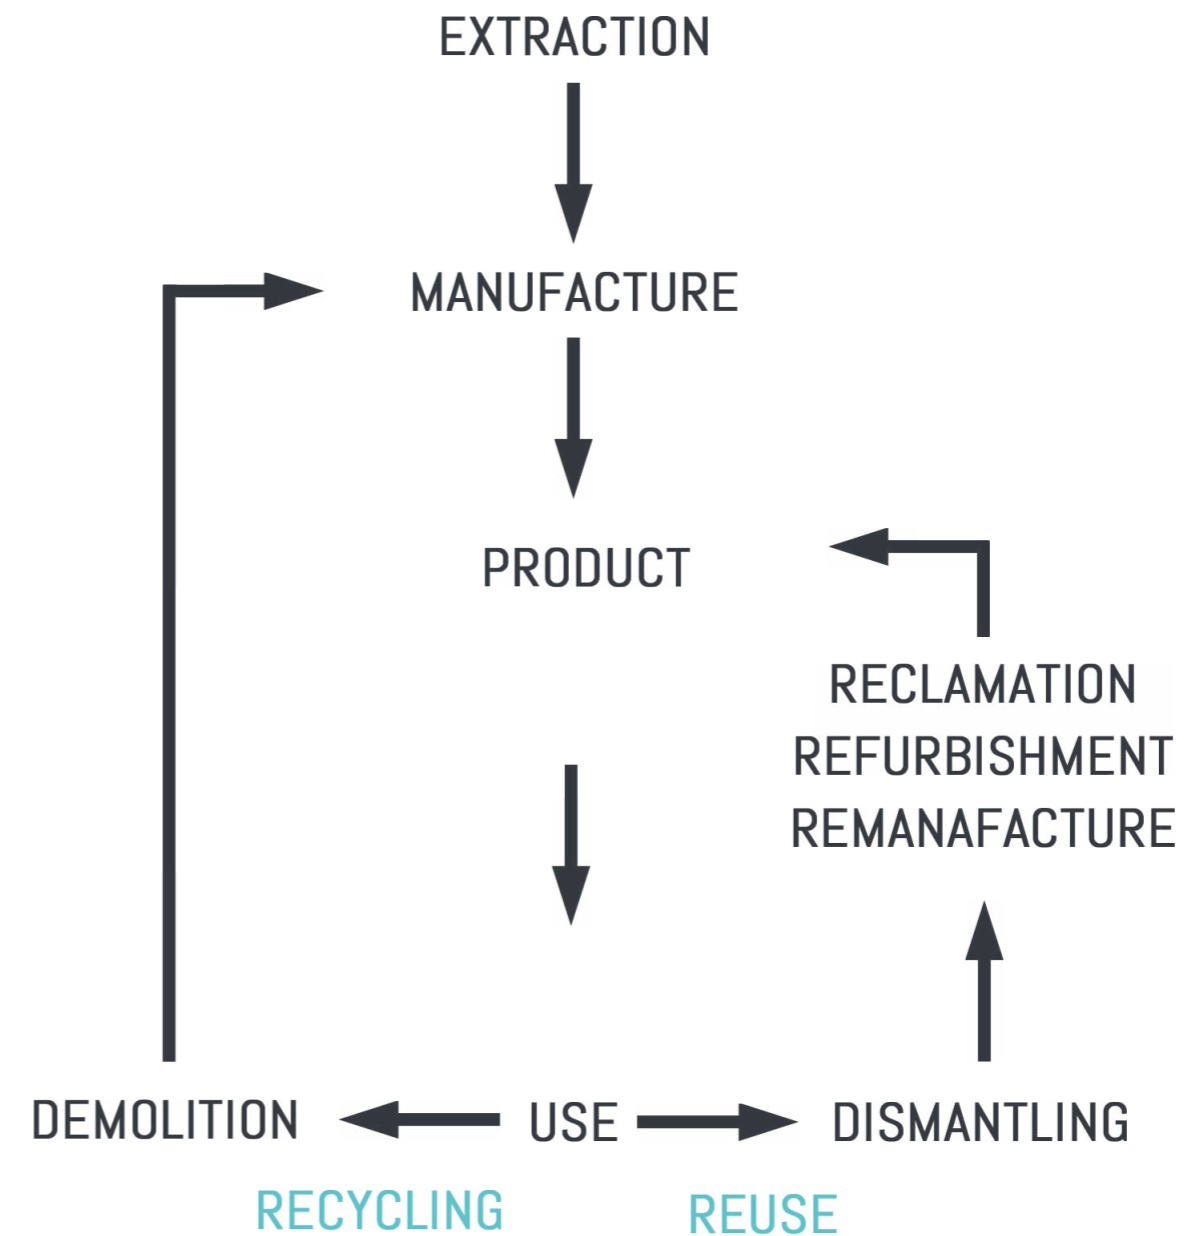 EXTRACTION
MANUFACTURE
PRODUCT
RECLAMATION
REFURBISHMENT
REMANAFACTURE
DEMOLITION
USE
DISMANTLING
RECYCLING
REUSE